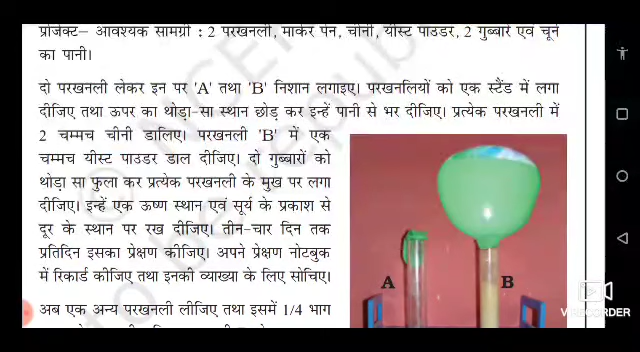 प्रोजेक्ट– आवश्यक सामग्री : 2 परखनली, मार्कर पेन, चीनी, यीस्ट पाउडर, 2 गुब्बारे एवं चूने
का पानी।
दो परखनली लेकर इन पर 'A' तथा 'B' निशान लगाइए। परखनलियों को एक स्टैंड में लगा
दीजिए तथा ऊपर का थोड़ा-सा स्थान छोड़ कर इन्हें पानी से भर दीजिए। प्रत्येक परखनली में
2 चम्मच चीनी डालिए। परखनली 'B' में एक
चम्मच यीस्ट पाउडर डाल दीजिए। दो गुब्बारों को
थोड़ा सा फुला कर प्रत्येक परखनली के मुख पर लगा
दीजिए। इन्हें एक ऊष्ण स्थान एवं सूर्य के प्रकाश से
दूर के स्थान पर रख दीजिए। तीन-चार दिन तक
प्रतिदिन इसका प्रेक्षण कीजिए। अपने प्रेक्षण नोटबुक
में रिकार्ड कीजिए तथा इनकी व्याख्या के लिए सोचिए।
A
B
अब एक अन्य परखनली लीजिए तथा इसमें 1/4 भाग